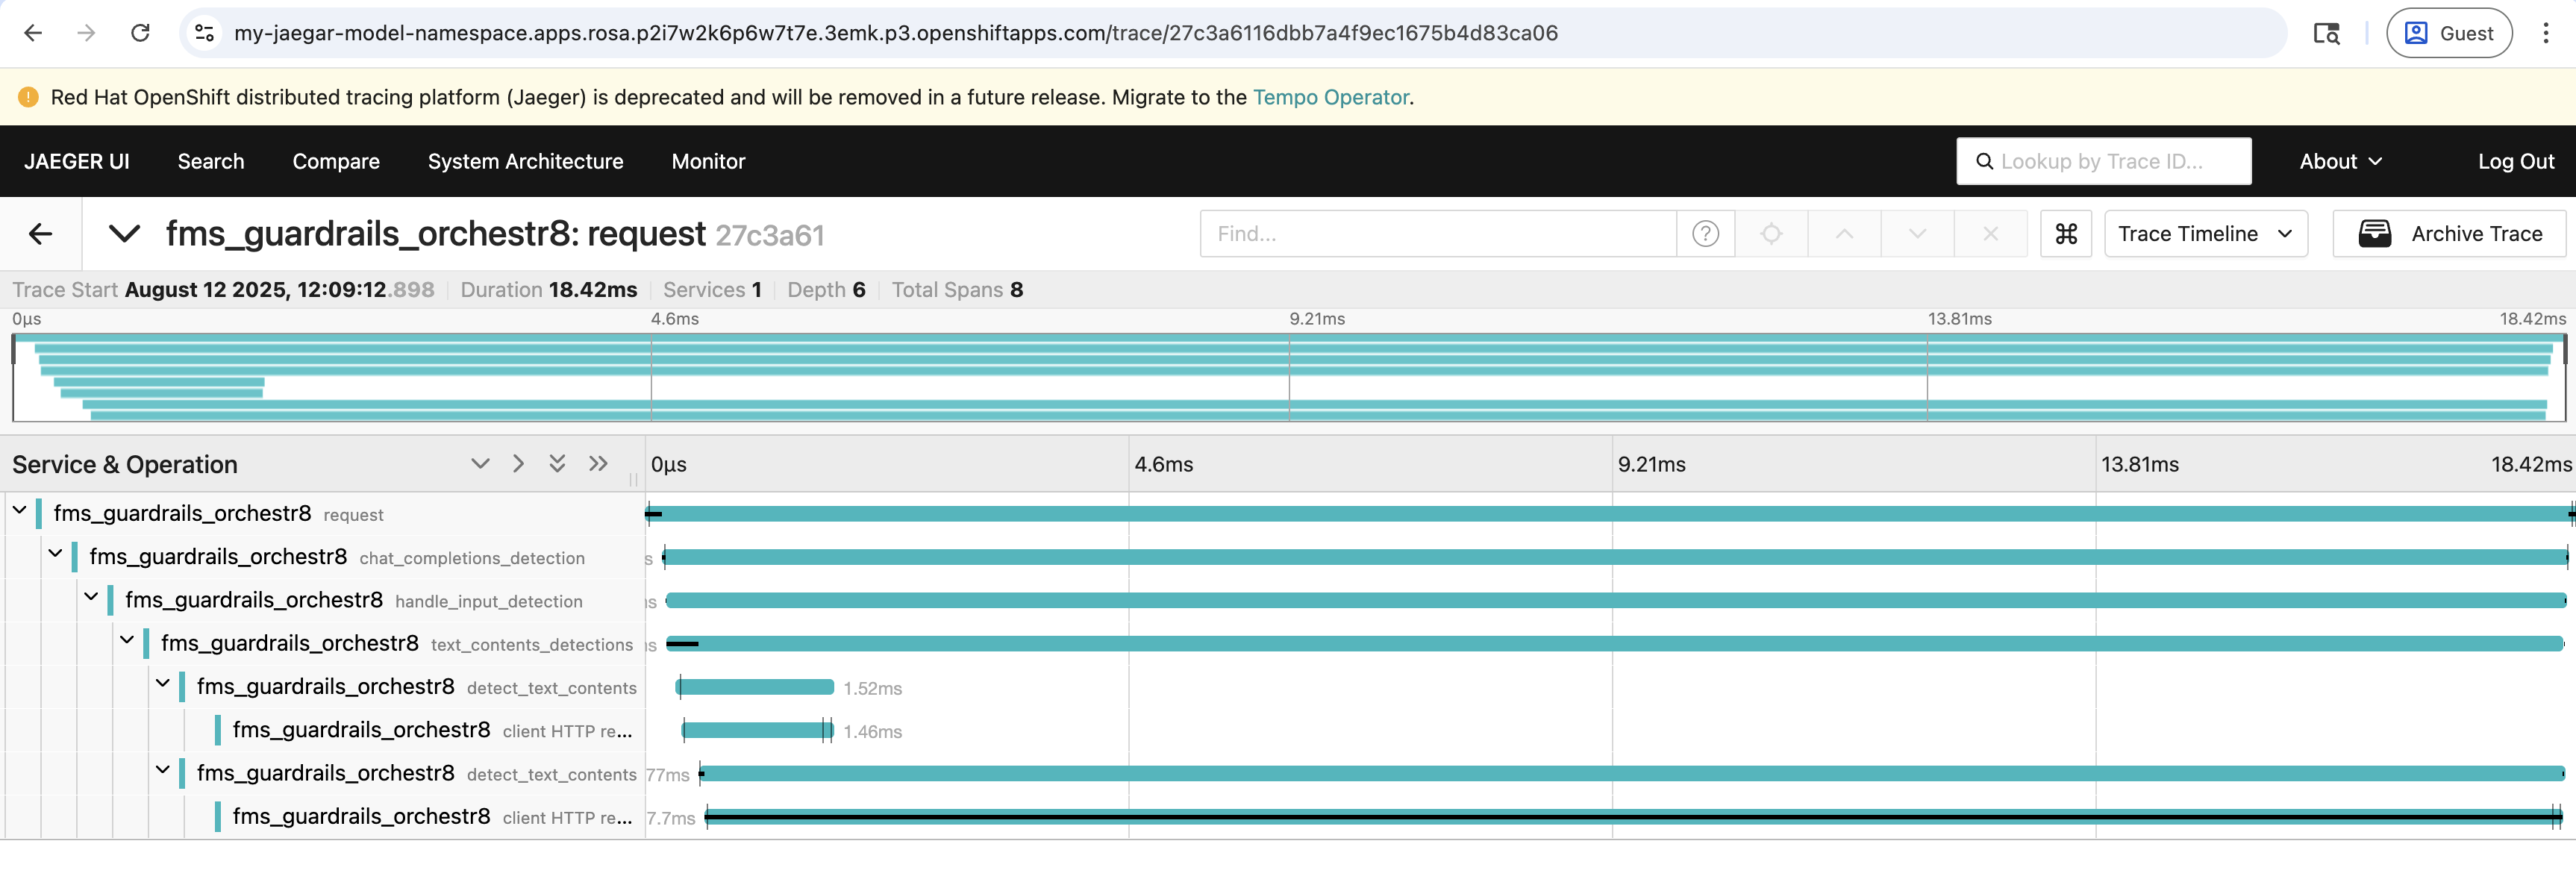 my-jaegar-model-namespace.apps.rosa.p2i7w2k6p6w7t7e.3emk.p3.openshiftapps.com/trace/27c3a6116dbb7a4f9ec1675b4d83ca06
Guest
Red Hat OpenShift distributed tracing platform (Jaeger) is deprecated and will be removed in a future release. Migrate to the Tempo Operator.
JAEGER UI Search Compare System Architecture Monitor Lookup by Trace ID... About Log Out
fms_guardrails_orchestr8: request 27c3a61 Find... Trace Timeline Archive Trace
Trace Start August 12 2025, 12:09:12.898 Duration 18.42ms Services 1 Depth 6 Total Spans 8
0μs 4.6ms 9.21ms 13.81ms 18.42ms
Service & Operation 0μs 4.6ms 9.21ms 13.81ms 18.42ms
fms_guardrails_orchestr8 request
fms_guardrails_orchestr8 chat_completions_detection s
fms_guardrails_orchestr8 handle_input_detection s
fms_guardrails_orchestr8 text_contents_detections s
fms_guardrails_orchestr8 detect_text_contents 1.52ms
fms_guardrails_orchestr8 client HTTP re... 1.46ms
fms_guardrails_orchestr8 detect_text_contents 77ms
fms_guardrails_orchestr8 client HTTP re... 7.7ms